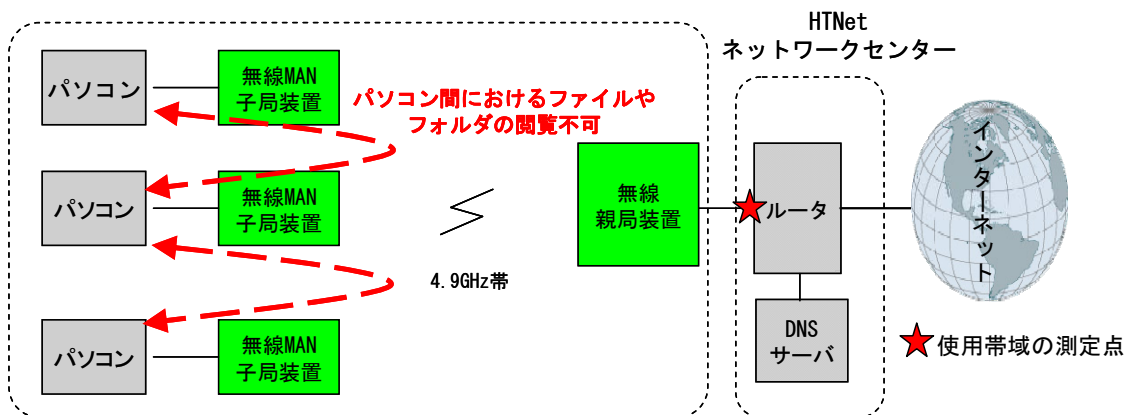 HTNet
ネットワークセンター
パソコン
無線MAN
子局装置
パソコン間におけるファイルや
フォルダの閲覧不可
パソコン
無線MAN
子局装置
4.9GHz帯
無線
親局装置
ルータ
インターネット
パソコン
無線MAN
子局装置
DNS
サーバ
使用帯域の測定点